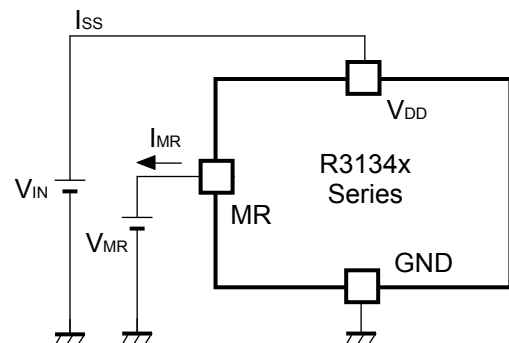 ISS
VDD
IMR
R3134x
Series
VIN
MR
VMR
GND